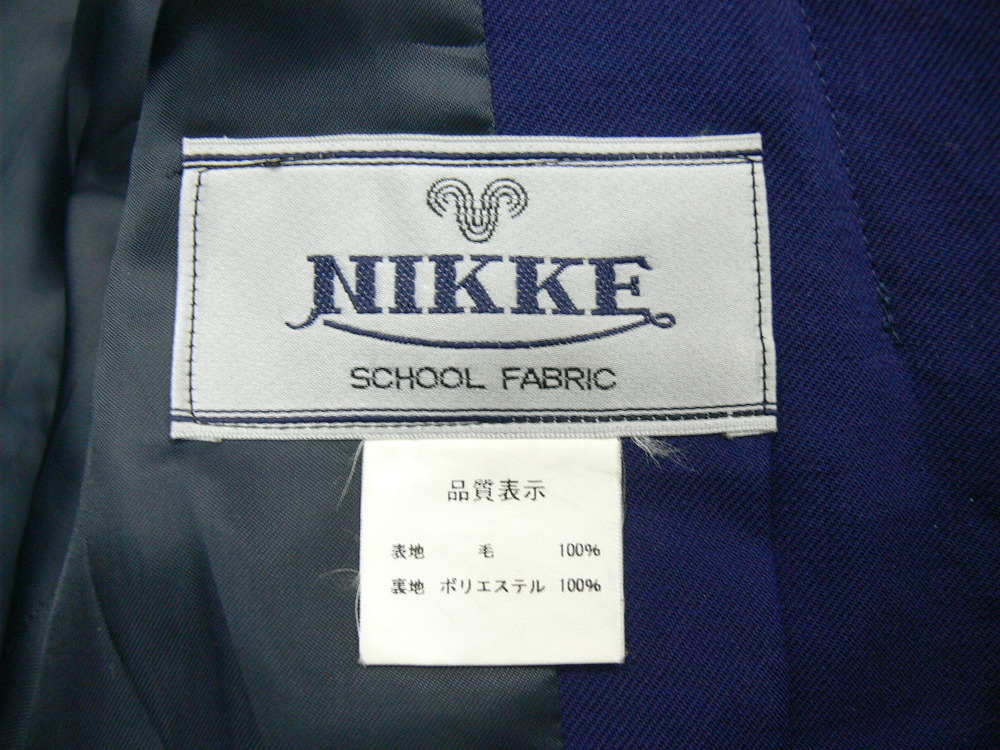 NIKKE
SCHOOL FABRIC
品質表示
表地 毛 100%
裏地 ポリエステル 100%